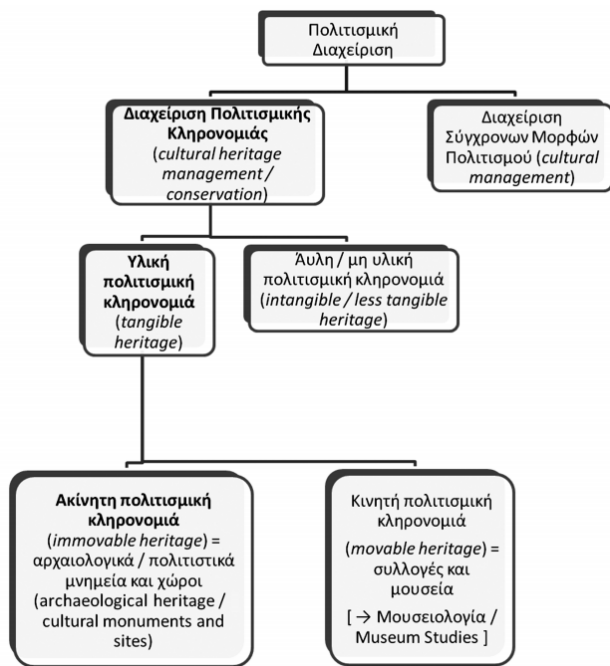 Πολιτισμική
Διαχείριση
Διαχείριση Πολιτισμικής
Κληρονομιάς
(cultural heritage
management /
conservation)
Διαχείριση
Σύγχρονων Μορφών
Πολιτισμού (cultural
management)
Υλική
πολιτισμική
κληρονομιά
(tangible
heritage)
Άυλη / μη υλική
πολιτισμική κληρονομιά
(intangible / less tangible
heritage)
Ακίνητη πολιτισμική
κληρονομιά
(immovable heritage) =
αρχαιολογικά / πολιτιστικά
μνημεία και χώροι
(archaeological heritage /
cultural monuments and
sites)
Κινητή πολιτισμική
κληρονομιά
(movable heritage) =
συλλογές και
μουσεία
[ → Μουσειολογία /
Museum Studies ]